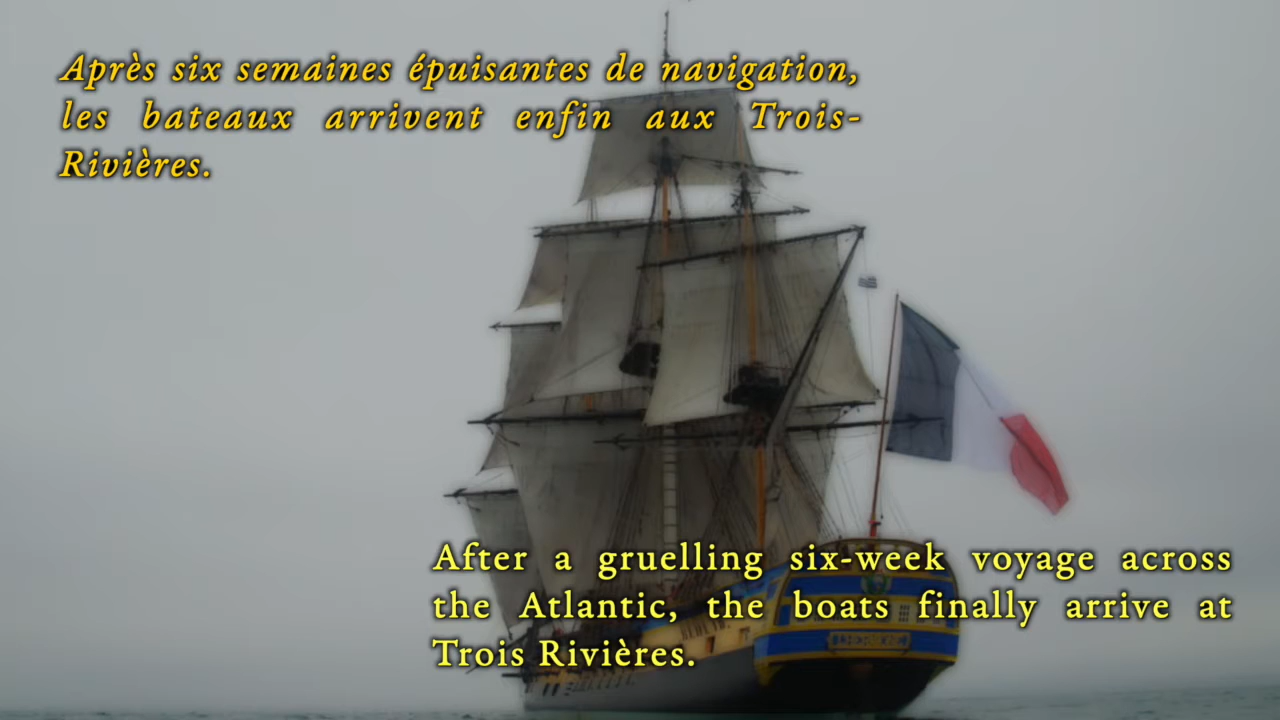 Après six semaines épuisantes de navigation,
les bateaux arrivent enfin aux Trois-
Rivières.
After a gruelling six-week voyage across
the Atlantic, the boats finally arrive at
Trois Rivières.